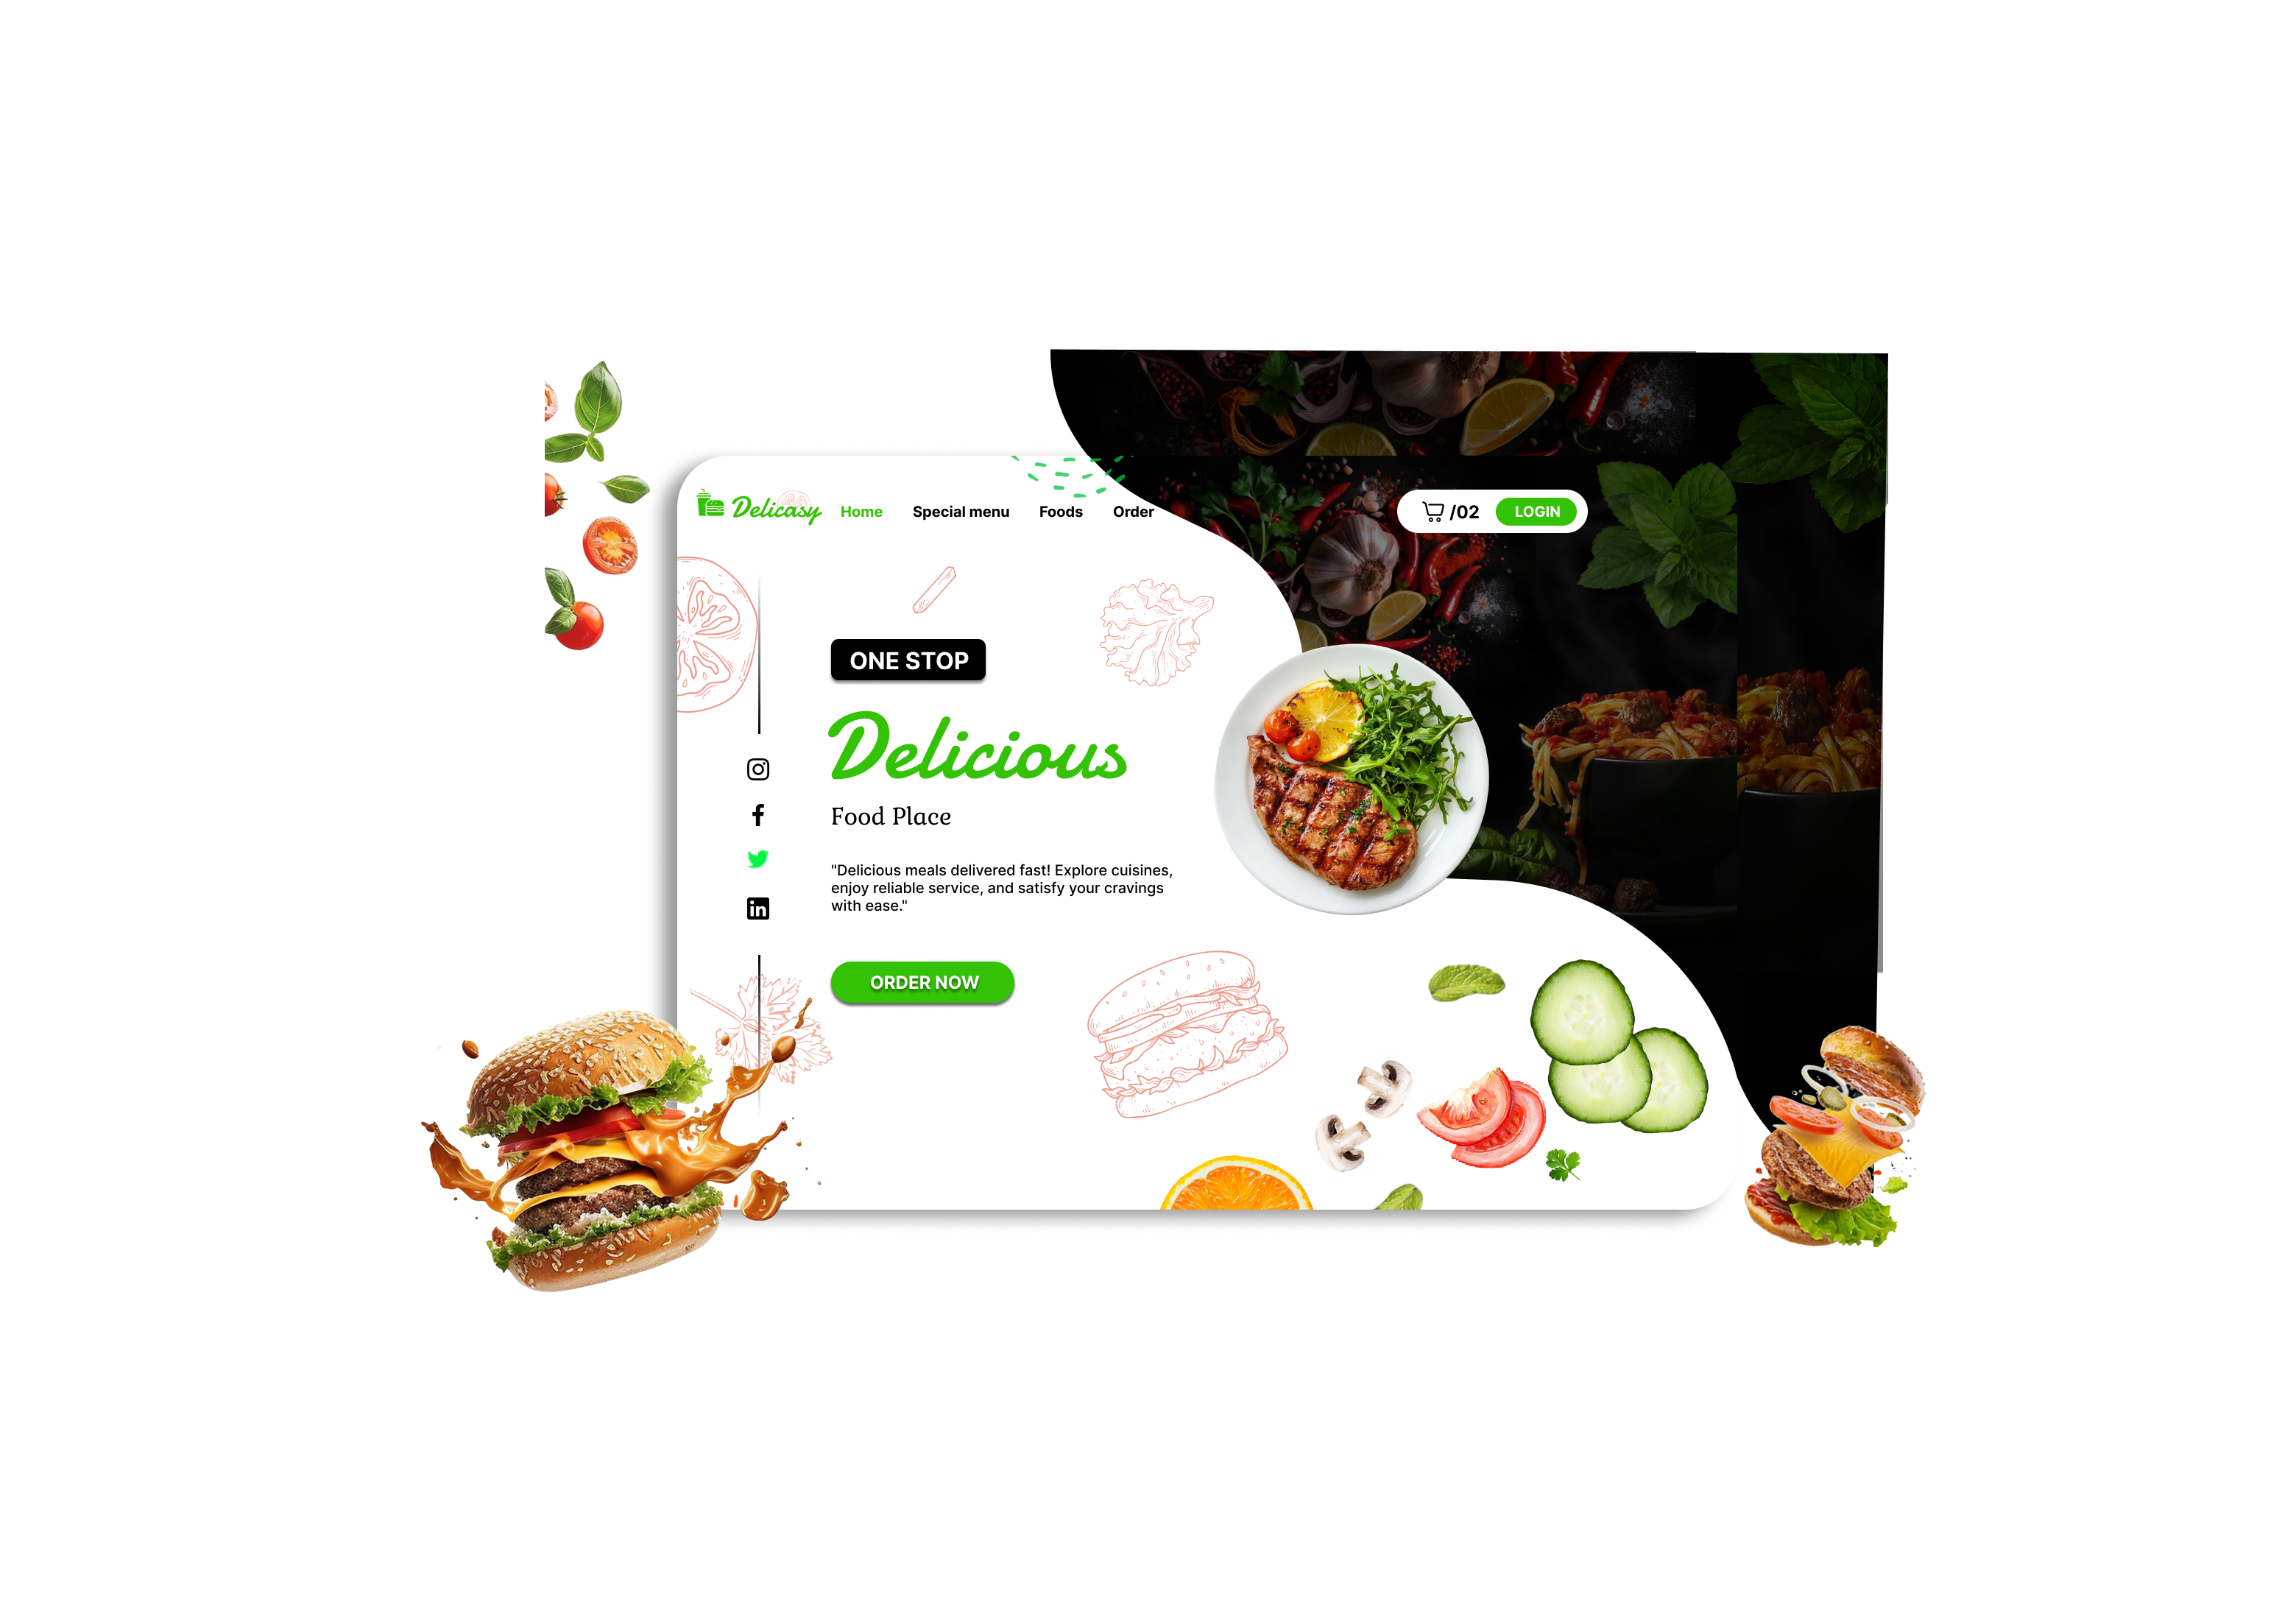 Delicasy
Home Special menu Foods Order
/02 LOGIN
ONE STOP
Delicious
Food Place
"Delicious meals delivered fast! Explore cuisines,
enjoy reliable service, and satisfy your cravings
with ease."
ORDER NOW